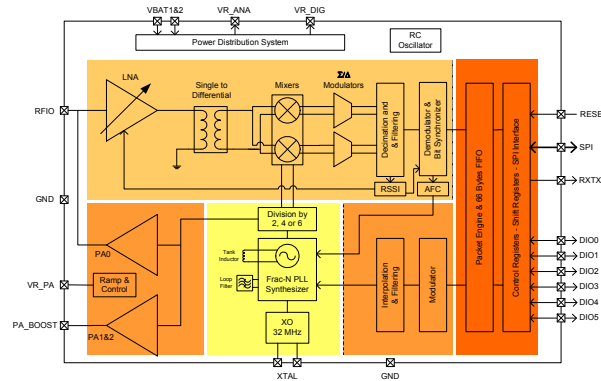 VBAT1&2
VR_ANA
VR_DIG
Power Distribution System
RC
Oscillator
LNA
Single to
Differential
Mixers
Σ/Δ
Modulators
RFIO
Decimation and
& Filtering
Demodulator &
Bit Synchronizer
RSSI
AFC
Packet Engine & 66 Bytes FIFO
Control Registers - Shift Registers - SPI Interface
RESE
SPI
RXTX
GND
Division by
2, 4 or 6
PA0
Tank
Inductor
Frac-N PLL
Synthesizer
Loop
Filter
Interpolation
& Filtering
Modulator
DIO0
DIO1
DIO2
DIO3
DIO4
DIO5
VR_PA
Ramp &
Control
PA_BOOST
PA1&2
XO
32 MHz
XTAL
GND